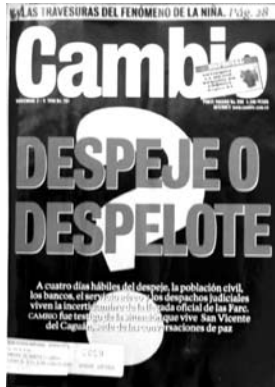 LAS TRAVESURAS DEL FENÓMENO DE LA NIÑA. Pág. 38
Cambio
DESPEJE O
DESPELOTE
A cuatro días hábiles del despeje, la población civil,
los bancos, el servicio aéreo y los despachos judiciales
viven la incertidumbre de la llegada oficial de las Farc.
CAMBIO fue testigo de la situación que vive San Vicente
del Caguán, sede de las conversaciones de paz